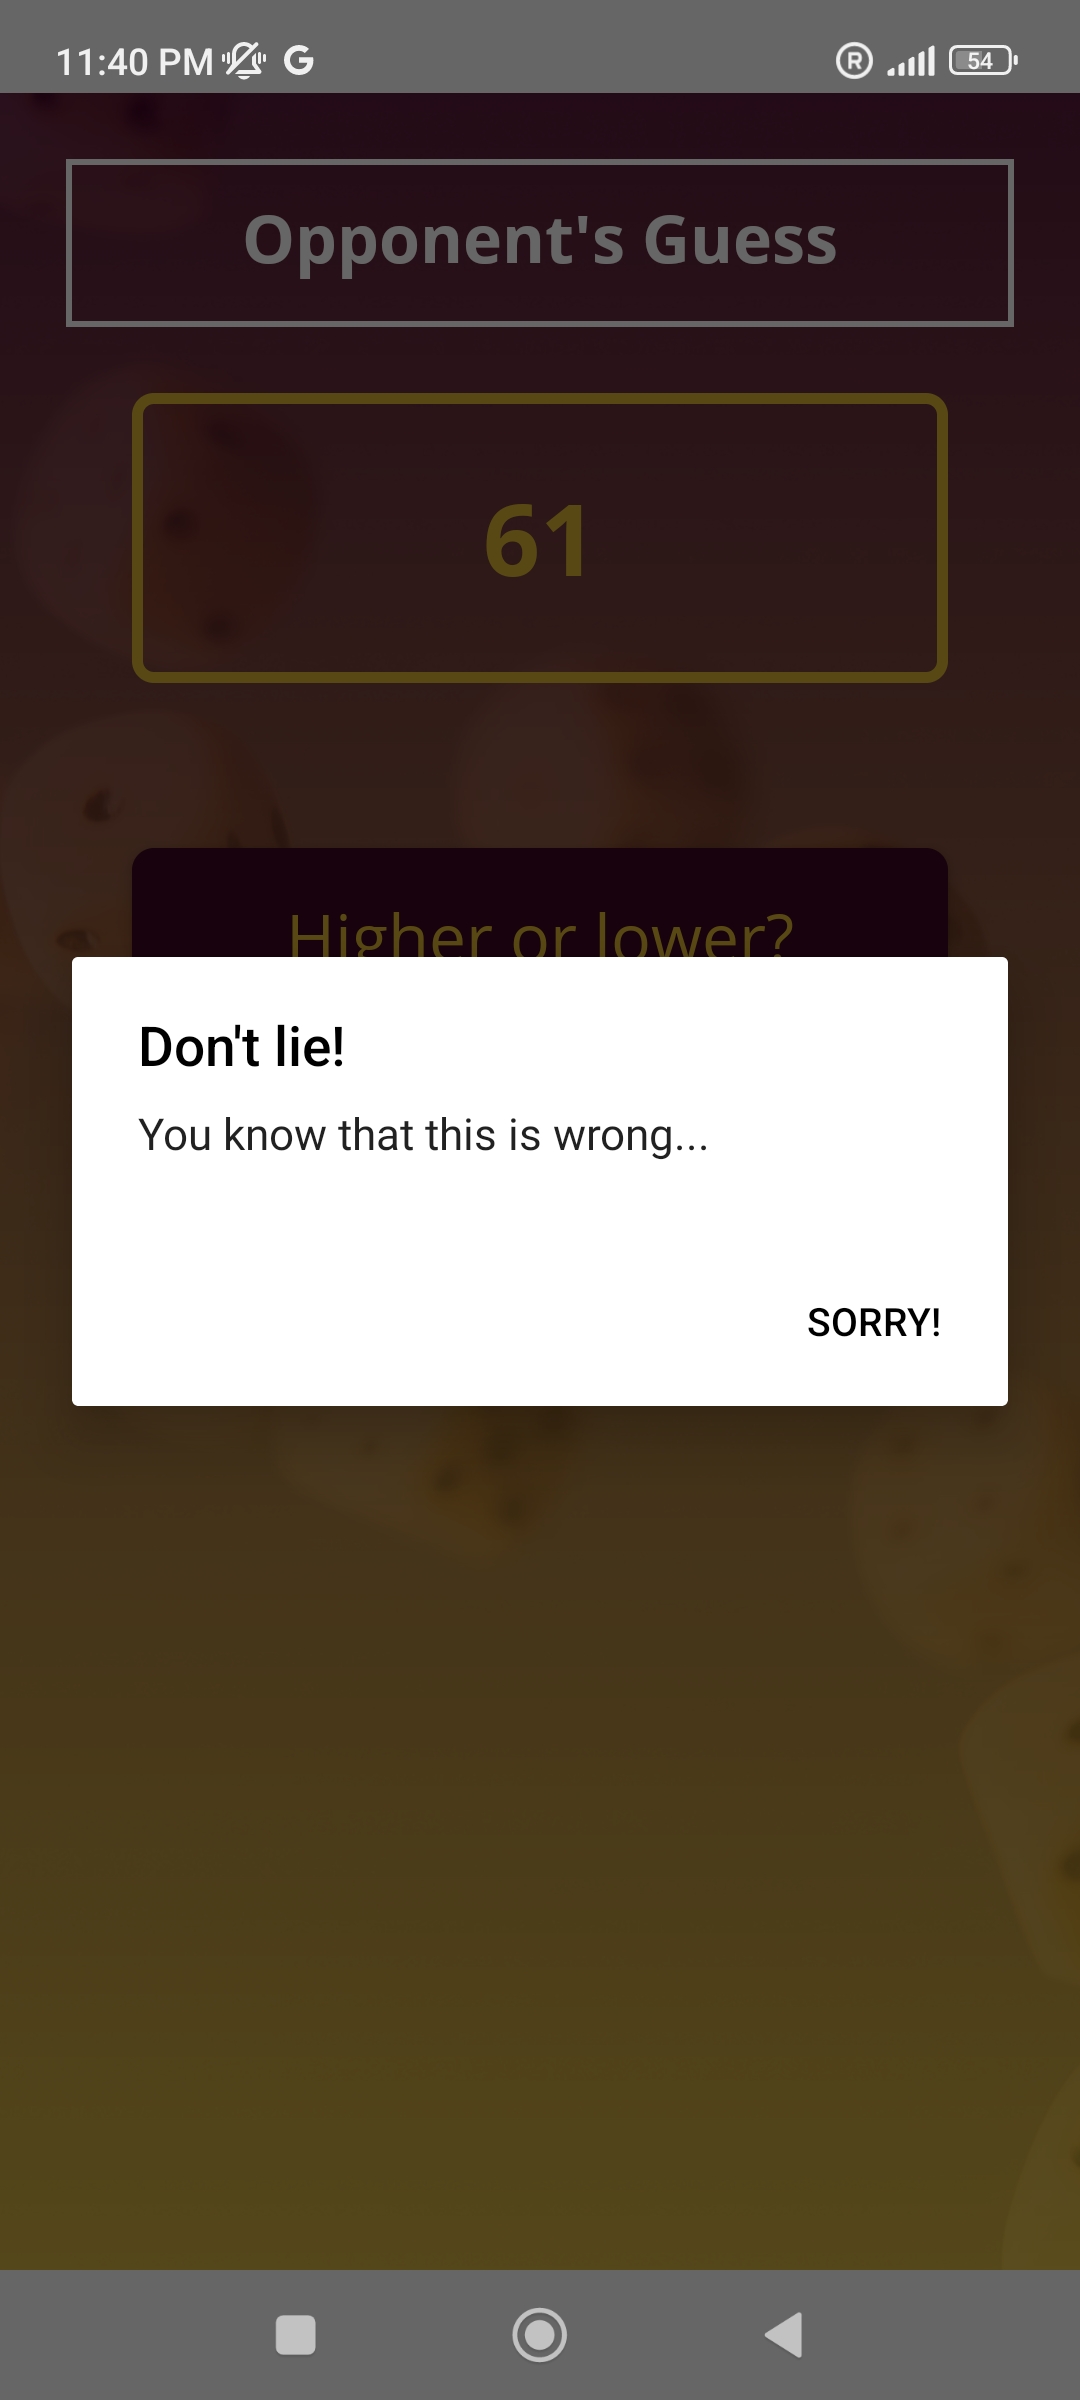 11:40 PM G R 54
Opponent's Guess
61
Higher or lower?
Don't lie!
You know that this is wrong...
SORRY!